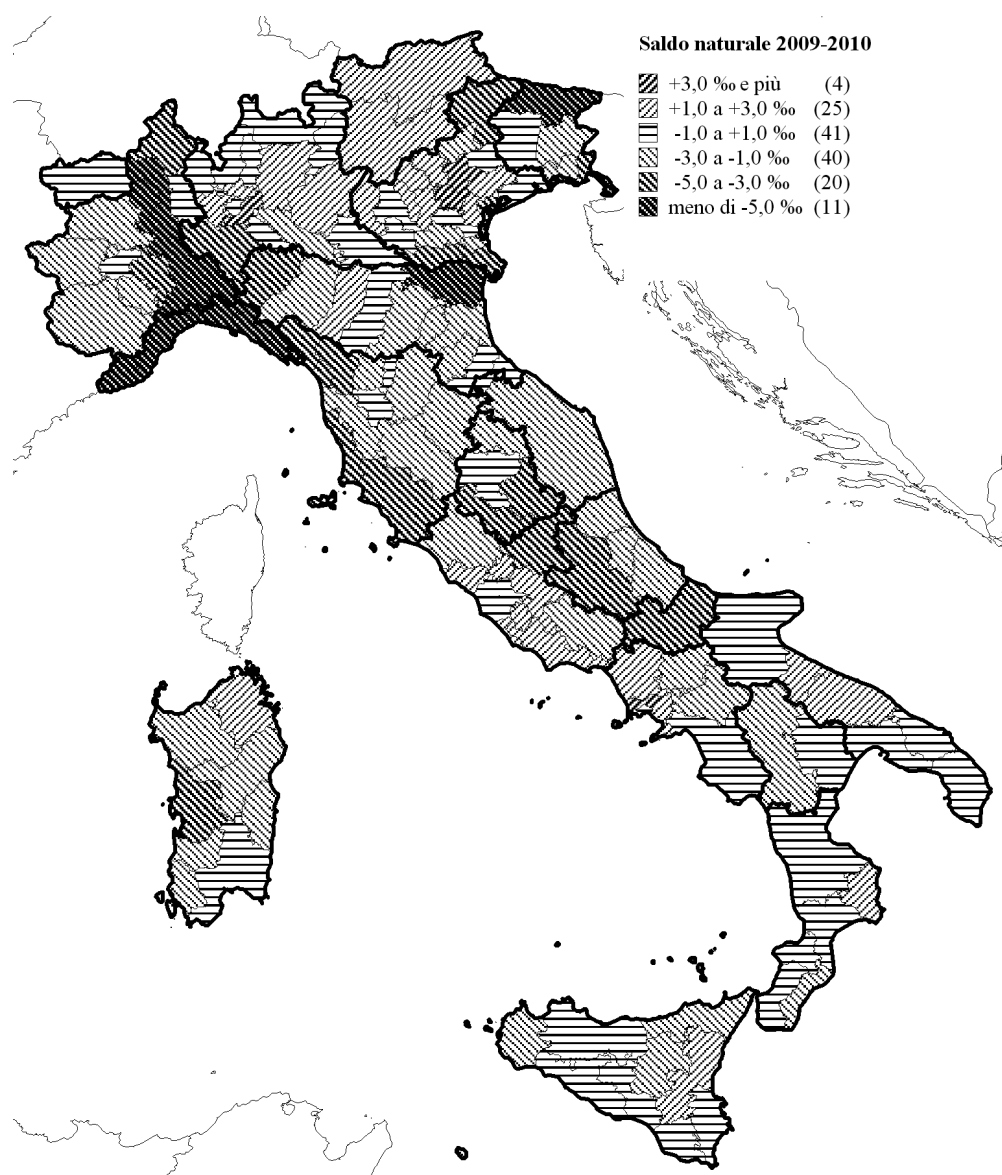 Saldo naturale 2009-2010
+3,0 ‰ e più (4)
+1,0 a +3,0 ‰ (25)
-1,0 a +1,0 ‰ (41)
-3,0 a -1,0 ‰ (40)
-5,0 a -3,0 ‰ (20)
meno di -5,0 ‰ (11)